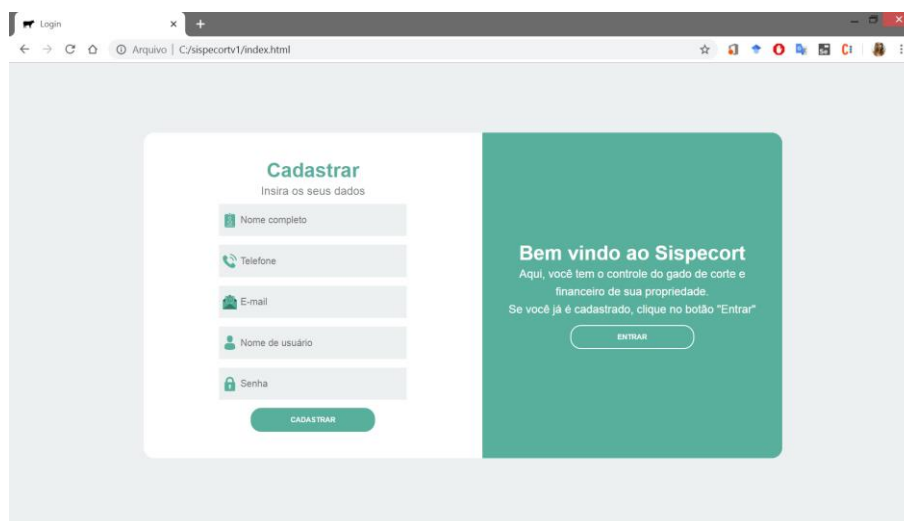 Login
Arquivo | C:/sispecortv1/index.html
Cadastrar
Insira os seus dados
Nome completo
Telefone
E-mail
Nome de usuário
Senha
CADASTRAR
Bem vindo ao Sispecort
Aqui, você tem o controle do gado de corte e
financeiro de sua propriedade.
Se você já é cadastrado, clique no botão "Entrar"
ENTRAR